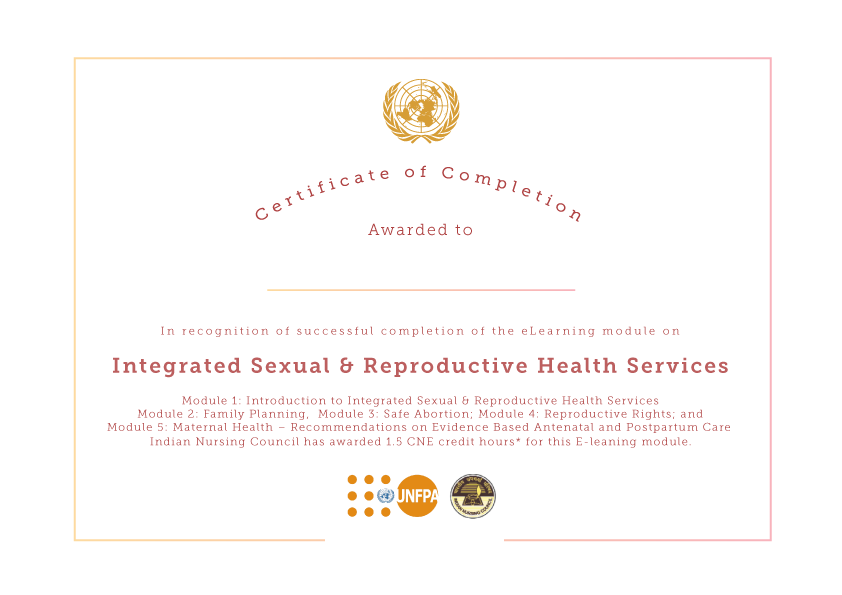 Certificate of Completion
Awarded to
In recognition of successful completion of the eLearning module on
Integrated Sexual & Reproductive Health Services
Module 1: Introduction to Integrated Sexual & Reproductive Health Services
Module 2: Family Planning, Module 3: Safe Abortion; Module 4: Reproductive Rights; and
Module 5: Maternal Health – Recommendations on Evidence Based Antenatal and Postpartum Care
Indian Nursing Council has awarded 1.5 CNE credit hours* for this E-leaning module.
UNFPA
INDIAN NURSING COUNCIL